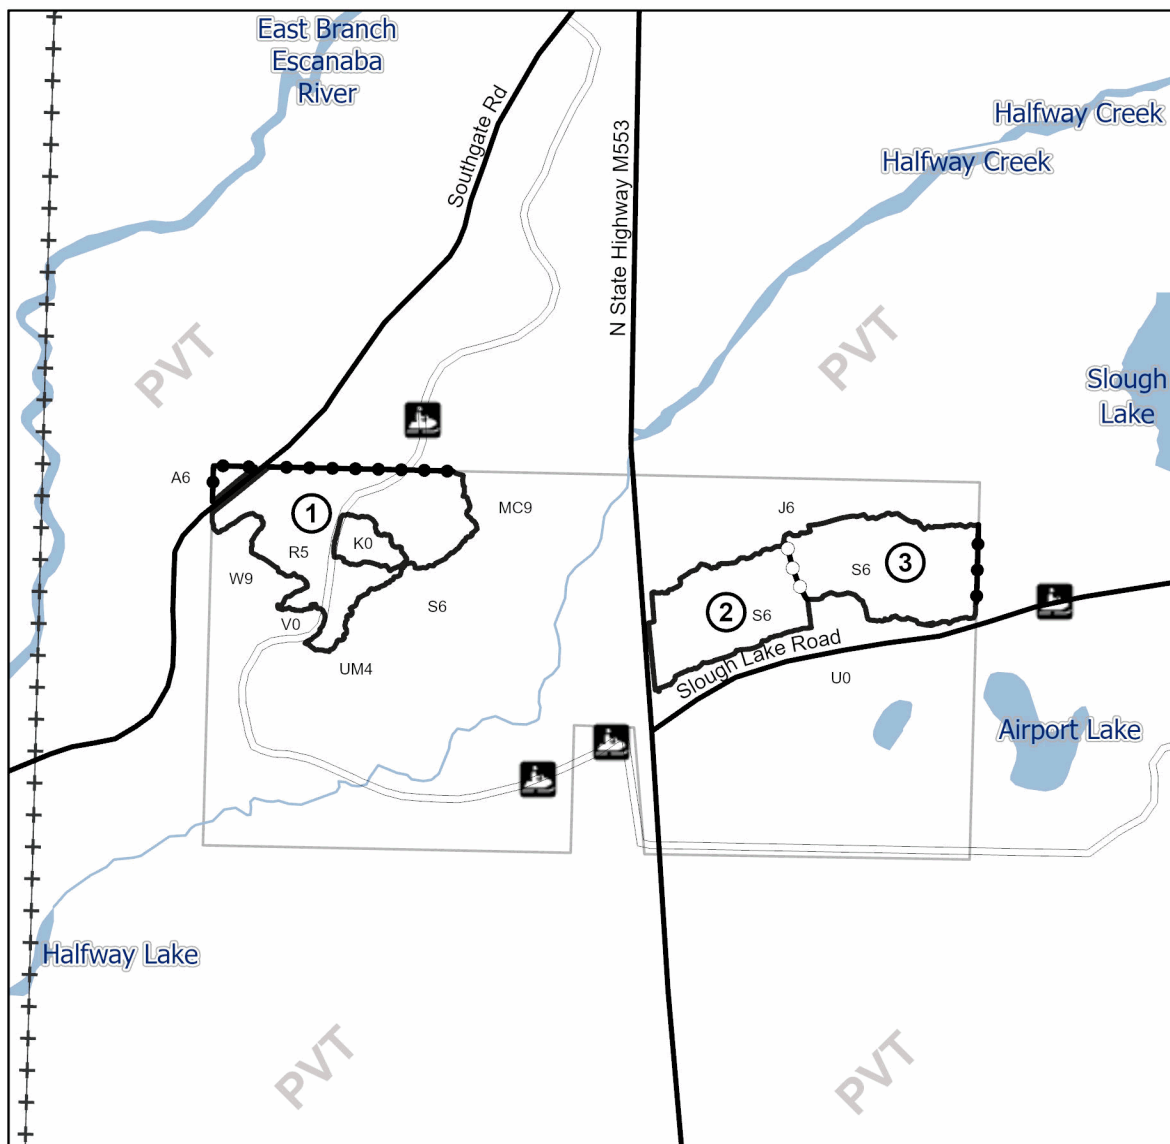 East Branch
Escanaba
River
Southgate Rd
N State Highway M553
Halfway Creek
Halfway Creek
PVT
PVT
Slough
Lake
A6
1
MC9
J6
R5
K0
S6
3
W9
S6
2
S6
V0
UM4
Slough Lake Road
U0
Airport Lake
Halfway Lake
PVT
PVT